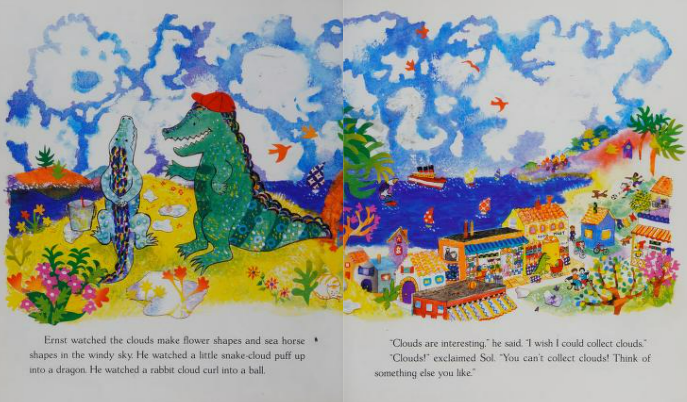 Ernst watched the clouds make flower shapes and sea horse
shapes in the windy sky. He watched a little snake-cloud puff up
into a dragon. He watched a rabbit cloud curl into a ball.
"Clouds are interesting," he said. "I wish I could collect clouds."
"Clouds!" exclaimed Sol. "You can't collect clouds! Think of
something else you like."